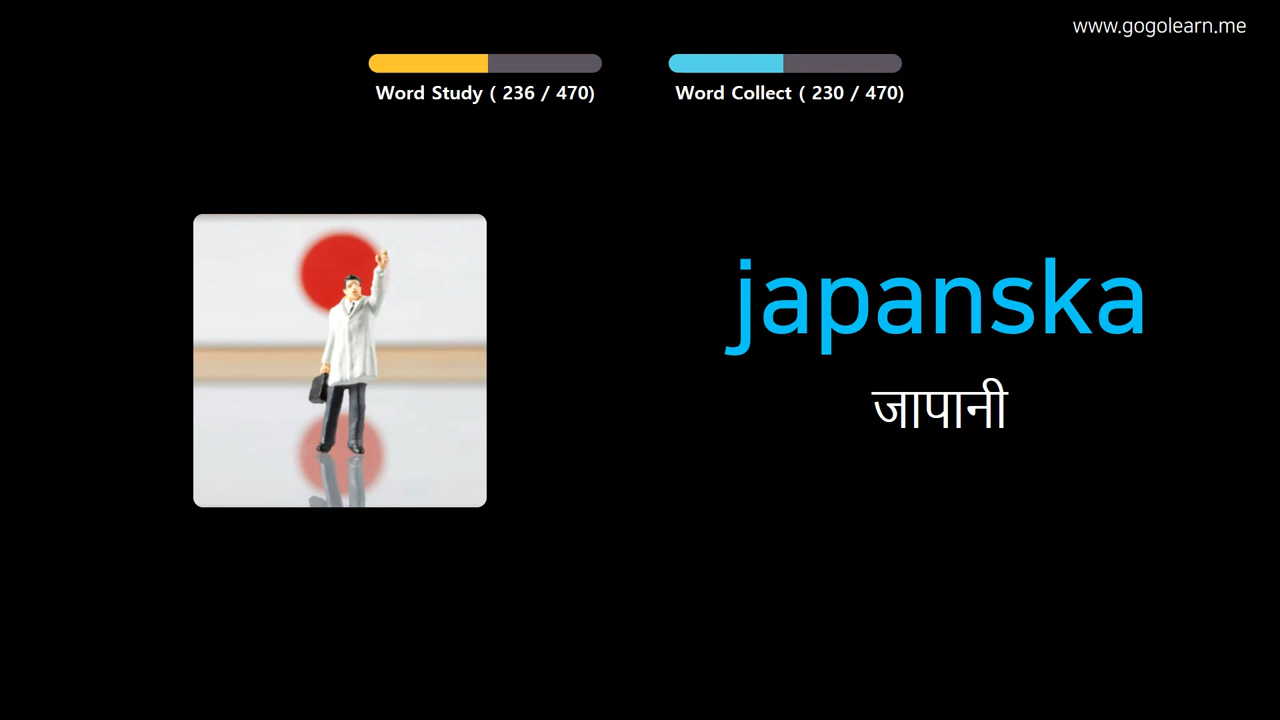 www.gogolearn.me
Word Study ( 236 / 470)
Word Collect ( 230 / 470)
japanska
जापानी